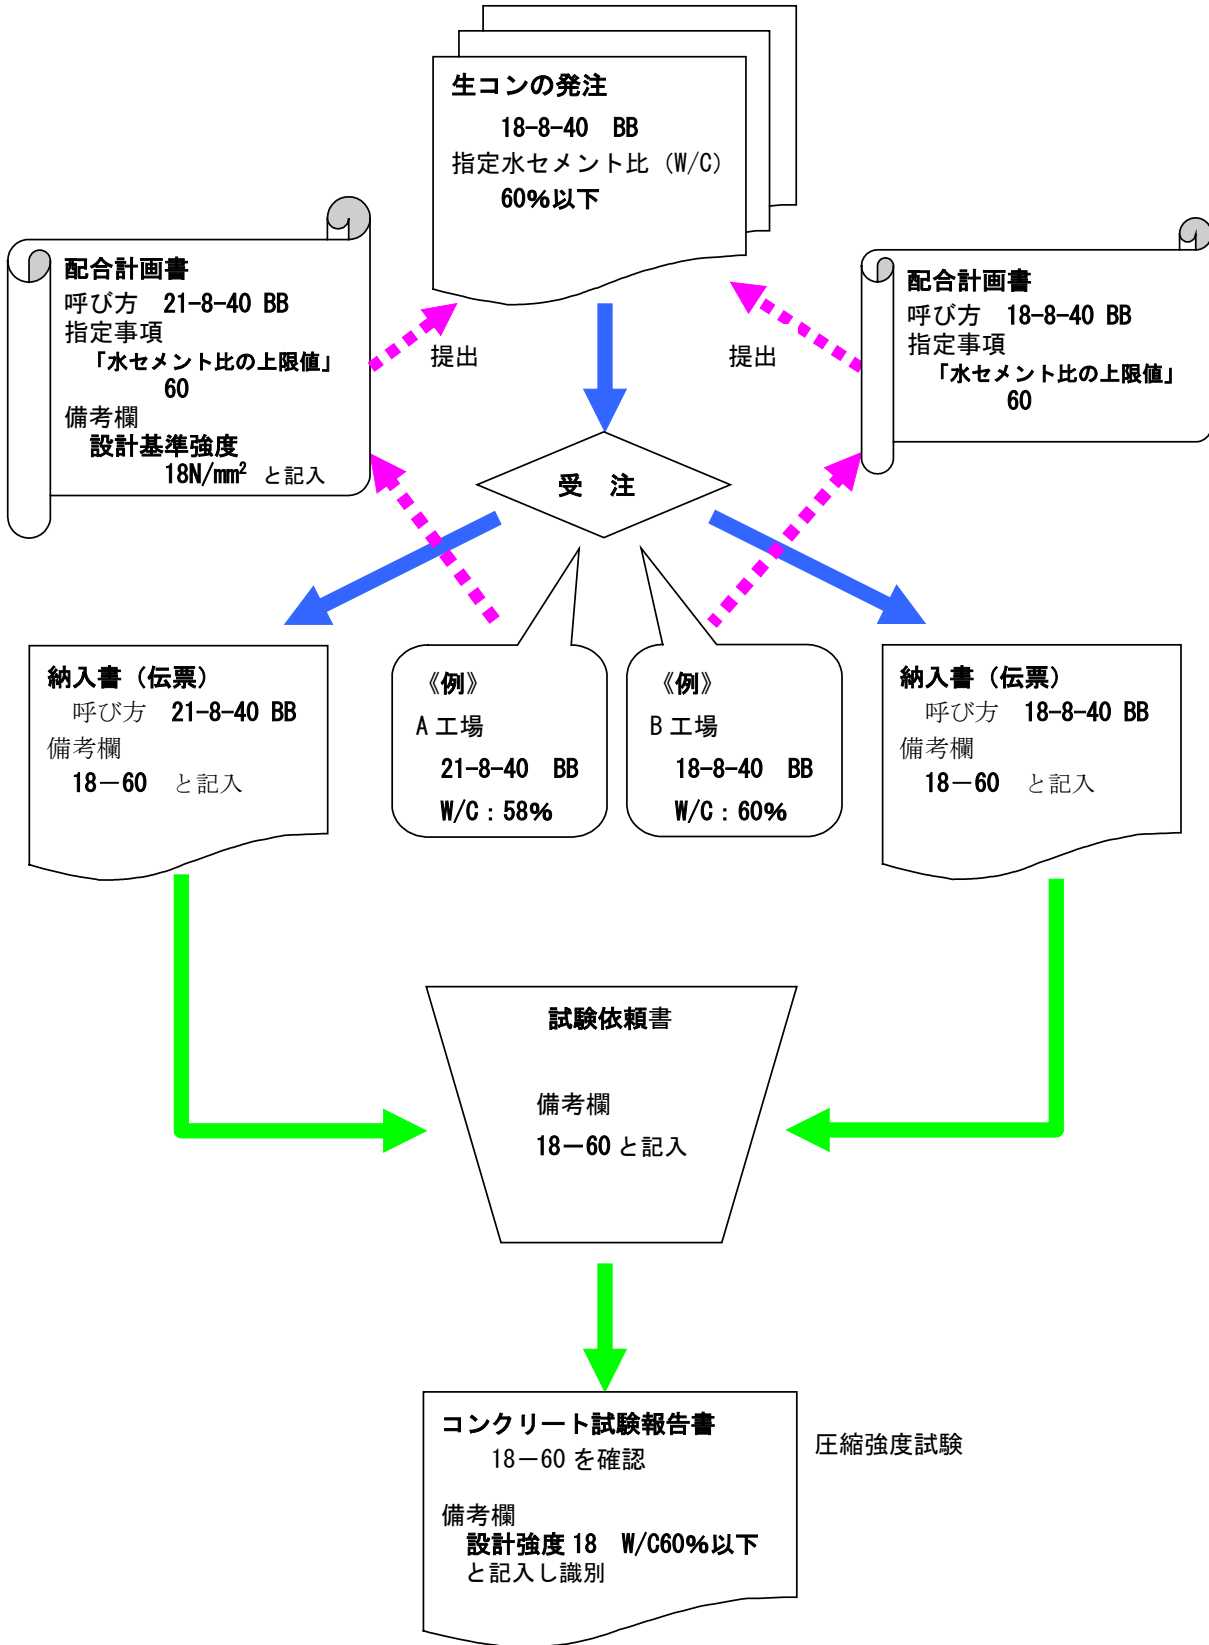 生コンの発注
18-8-40 BB
指定水セメント比（W/C）
60%以下
配合計画書
呼び方 21-8-40 BB
指定事項
「水セメント比の上限値」
60
備考欄
設計基準強度
18N/mm² と記入
提出
提出
配合計画書
呼び方 18-8-40 BB
指定事項
「水セメント比の上限値」
60
受 注
納入書（伝票）
呼び方 21-8-40 BB
備考欄
18－60 と記入
《例》
A工場
21-8-40 BB
W/C：58%
《例》
B工場
18-8-40 BB
W/C：60%
納入書（伝票）
呼び方 18-8-40 BB
備考欄
18－60 と記入
試験依頼書
備考欄
18－60と記入
コンクリート試験報告書
18－60を確認
備考欄
設計強度18 W/C60%以下
と記入し識別
圧縮強度試験